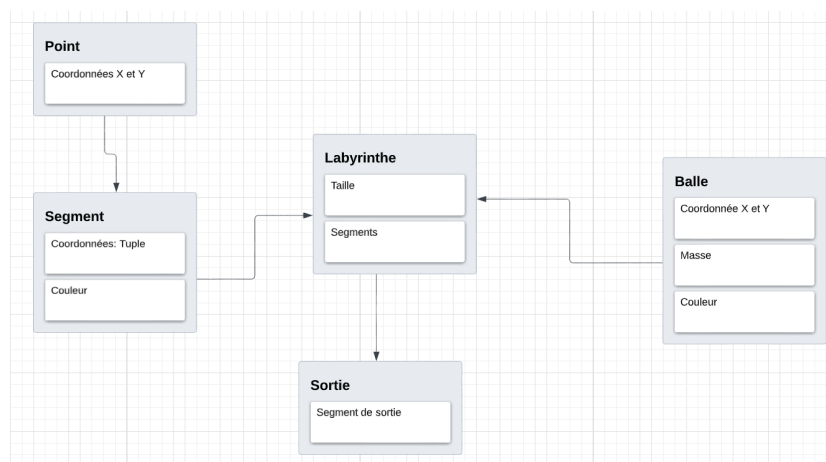 Point
Coordonnées X et Y
Segment
Coordonnées: Tuple
Couleur
Labyrinthe
Taille
Segments
Sortie
Segment de sortie
Balle
Coordonnée X et Y
Masse
Couleur